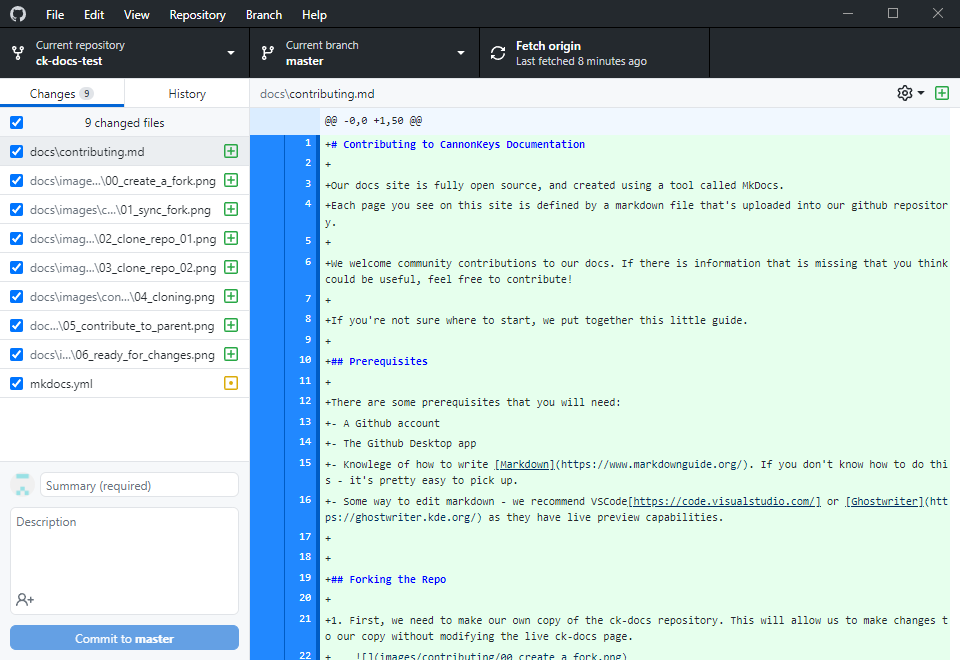 File Edit View Repository Branch Help
Current repository
ck-docs-test
Current branch
master
Fetch origin
Last fetched 8 minutes ago
Changes 9 History
docs\contributing.md
9 changed files
docs\contributing.md
docs\image...\00_create_a_fork.png
docs\images\c...\01_sync_fork.png
docs\imag...\02_clone_repo_01.png
docs\imag...\03_clone_repo_02.png
docs\images\con...\04_cloning.png
doc...\05_contribute_to_parent.png
docs\i...\06_ready_for_changes.png
mkdocs.yml
Summary (required)
Description
Commit to master
@@ -0,0 +1,50 @@
1 +# Contributing to CannonKeys Documentation
2 +
3 +Our docs site is fully open source, and created using a tool called MkDocs.
4 +Each page you see on this site is defined by a markdown file that's uploaded into our github repositor
y.
5 +
6 +We welcome community contributions to our docs. If there is information that is missing that you think
could be useful, feel free to contribute!
7 +
8 +If you're not sure where to start, we put together this little guide.
9 +
10 +## Prerequisites
11 +
12 +There are some prerequisites that you will need:
13 +- A Github account
14 +- The Github Desktop app
15 +- Knowlege of how to write [Markdown](https://www.markdownguide.org/). If you don't know how to do thi
s - it's pretty easy to pick up.
16 +- Some way to edit markdown - we recommend VSCode[https://code.visualstudio.com/] or [Ghostwriter](htt
ps://ghostwriter.kde.org/) as they have live preview capabilities.
17 +
18 +
19 +## Forking the Repo
20 +
21 +1. First, we need to make our own copy of the ck-docs repository. This will allow us to make changes t
o our copy without modifying the live ck-docs page.
22 + ![](images/contributing/00_create_a_fork.png)